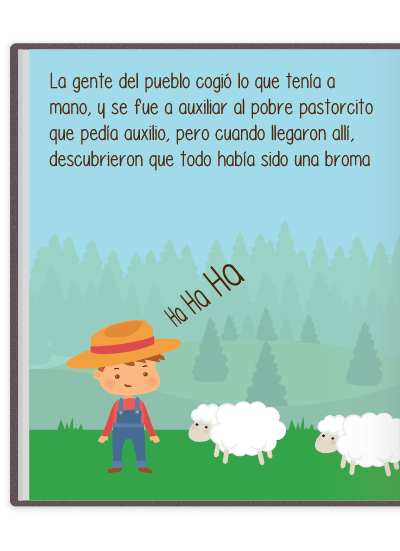 La gente del pueblo cogió lo que tenía a
mano, y se fue a auxiliar al pobre pastorcito
que pedía auxilio, pero cuando llegaron allí,
descubrieron que todo había sido una broma
Ha Ha Ha